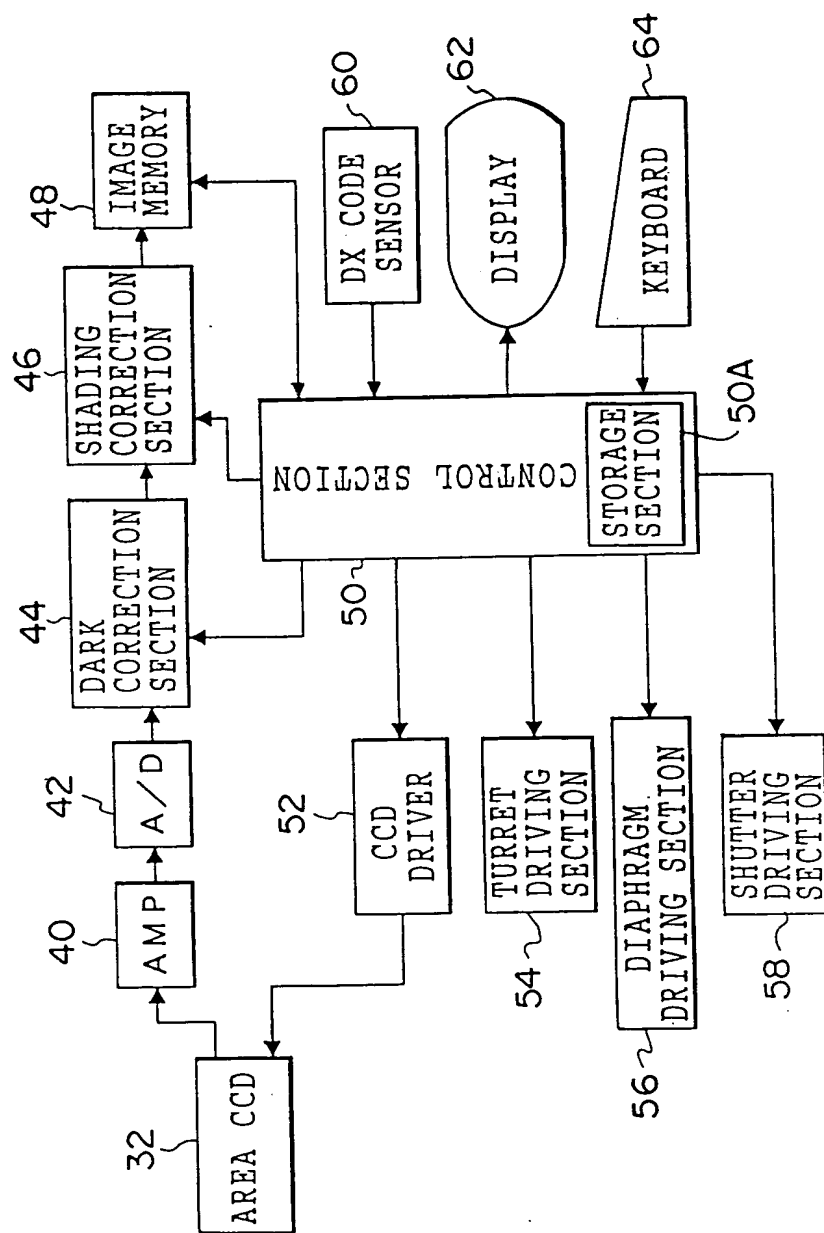 32
AREA CCD
40
AMP
42
A/D
44
DARK
CORRECTION
SECTION
46
SHADING
CORRECTION
SECTION
48
IMAGE
MEMORY
50
CONTROL SECTION
STORAGE
SECTION
50A
52
CCD
DRIVER
TURRET
DRIVING
SECTION
54
DIAPHRAGM
DRIVING SECTION
56
SHUTTER
DRIVING
SECTION
58
DX CODE
SENSOR
60
DISPLAY
62
KEYBOARD
64